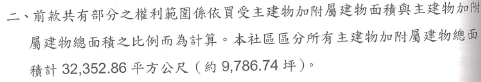 二、前款共有部分之權利範圍係依買受主建物加附屬建物面積與主建物加附
屬建物總面積之比例而為計算。本社區區分所有主建物加附屬建物總面
積計 32,352.86 平方公尺（約 9,786.74 坪）。